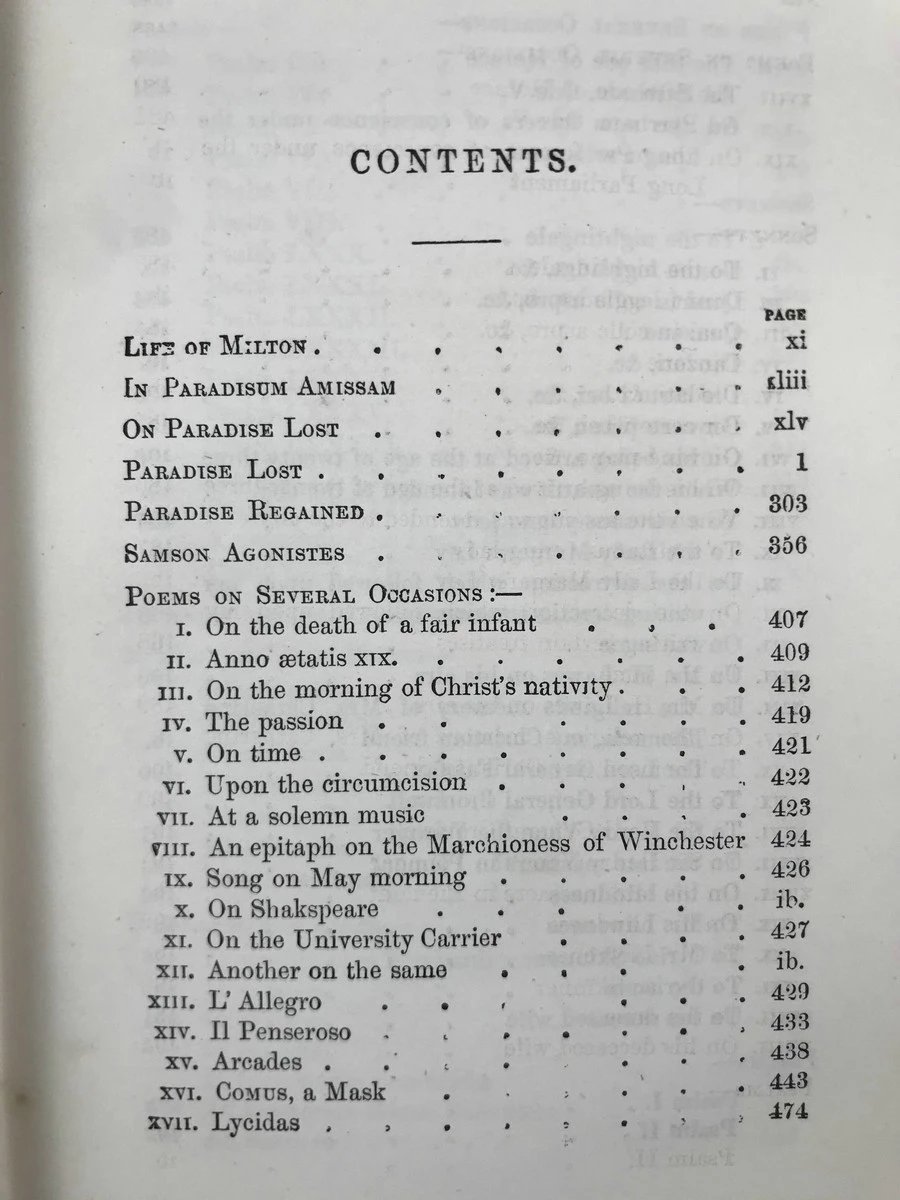 CONTENTS.
PAGE
LIFE OF MILTON . . . . . . . . xi
IN PARADISUM AMISSAM . . . . . . xliii
ON PARADISE LOST . . . . . . . xlv
PARADISE LOST . . . . . . . . 1
PARADISE REGAINED . . . . . . . 303
SAMSON AGONISTES . . . . . . . 356
POEMS ON SEVERAL OCCASIONS :—
I. On the death of a fair infant . . . 407
II. Anno ætatis XIX. . . . . . . 409
III. On the morning of Christ's nativity . . . 412
IV. The passion . . . . . . . 419
V. On time . . . . . . . . 421
VI. Upon the circumcision . . . . . 422
VII. At a solemn music . . . . 423
VIII. An epitaph on the Marchioness of Winchester 424
IX. Song on May morning . . . . . 426
X. On Shakspeare . . . . . ib.
XI. On the University Carrier . . . . 427
XII. Another on the same . . . . ib.
XIII. L'Allegro . . . . . . 429
XIV. Il Penseroso . . . . . . . 433
XV. Arcades . . . . . . . . 438
XVI. COMUS, a Mask . . . . . 443
XVII. Lycidas . . . . . . . . 474